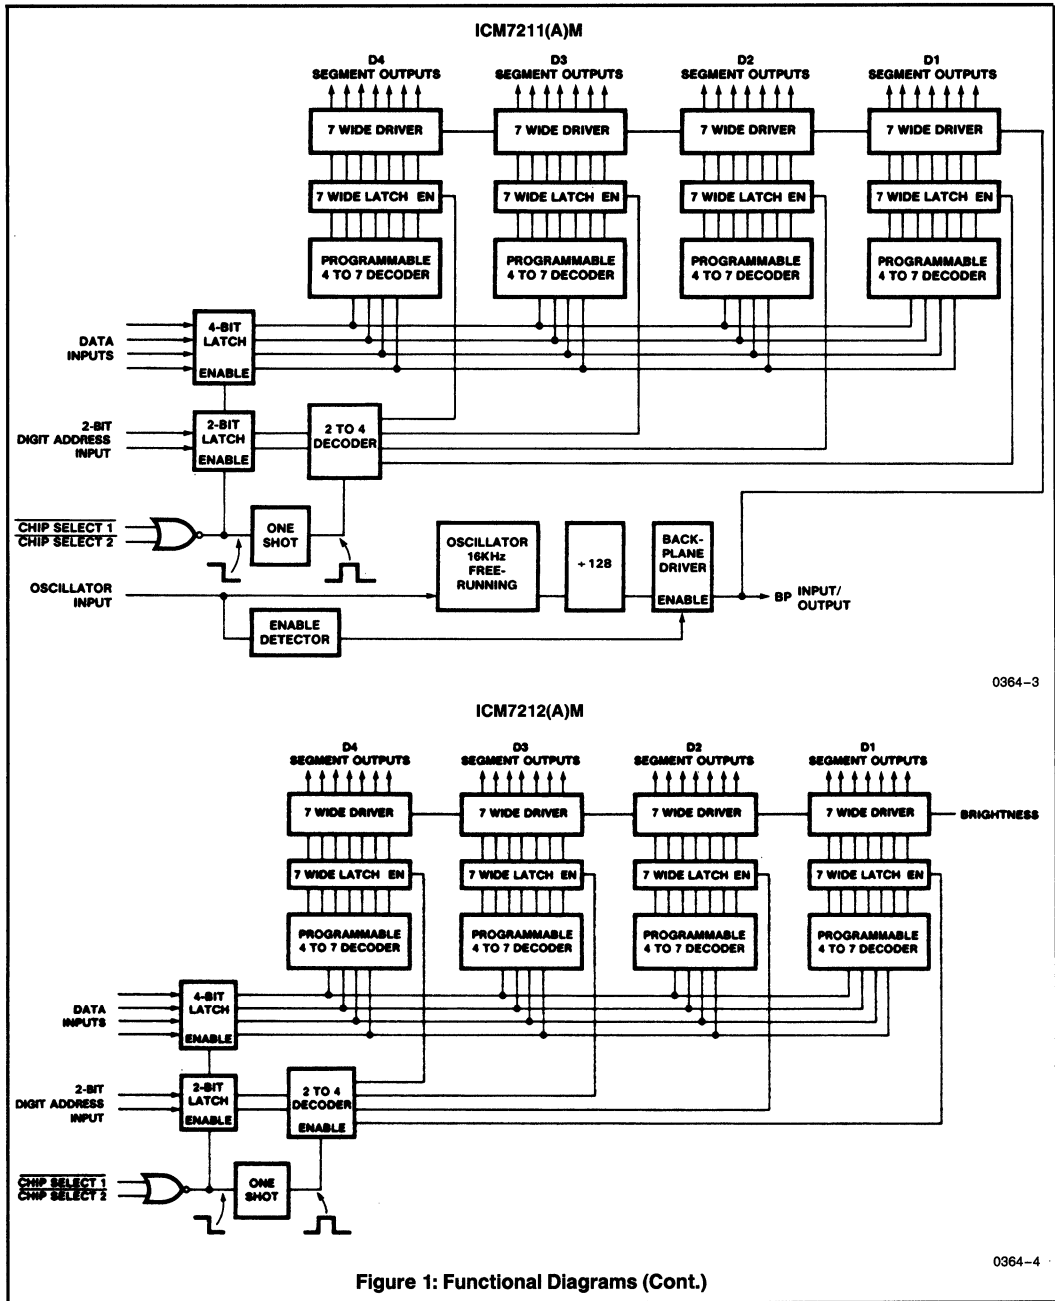 ICM7211(A)M
D4
SEGMENT OUTPUTS
D3
SEGMENT OUTPUTS
D2
SEGMENT OUTPUTS
D1
SEGMENT OUTPUTS
7 WIDE DRIVER
7 WIDE DRIVER
7 WIDE DRIVER
7 WIDE DRIVER
7 WIDE LATCH EN
7 WIDE LATCH EN
7 WIDE LATCH EN
7 WIDE LATCH EN
PROGRAMMABLE
4 TO 7 DECODER
PROGRAMMABLE
4 TO 7 DECODER
PROGRAMMABLE
4 TO 7 DECODER
PROGRAMMABLE
4 TO 7 DECODER
DATA
INPUTS
4-BIT
LATCH
ENABLE
2-BIT
DIGIT ADDRESS
INPUT
2-BIT
LATCH
ENABLE
2 TO 4
DECODER
CHIP SELECT 1
CHIP SELECT 2
ONE
SHOT
OSCILLATOR
16KHz
FREE-
RUNNING
÷ 128
BACK-
PLANE
DRIVER
ENABLE
BP INPUT/
OUTPUT
OSCILLATOR
INPUT
ENABLE
DETECTOR
0364-3
ICM7212(A)M
D4
SEGMENT OUTPUTS
D3
SEGMENT OUTPUTS
D2
SEGMENT OUTPUTS
D1
SEGMENT OUTPUTS
7 WIDE DRIVER
7 WIDE DRIVER
7 WIDE DRIVER
7 WIDE DRIVER
BRIGHTNESS
7 WIDE LATCH EN
7 WIDE LATCH EN
7 WIDE LATCH EN
7 WIDE LATCH EN
PROGRAMMABLE
4 TO 7 DECODER
PROGRAMMABLE
4 TO 7 DECODER
PROGRAMMABLE
4 TO 7 DECODER
PROGRAMMABLE
4 TO 7 DECODER
DATA
INPUTS
4-BIT
LATCH
ENABLE
2-BIT
DIGIT ADDRESS
INPUT
2-BIT
LATCH
ENABLE
2 TO 4
DECODER
ENABLE
CHIP SELECT 1
CHIP SELECT 2
ONE
SHOT
0364-4
Figure 1: Functional Diagrams (Cont.)